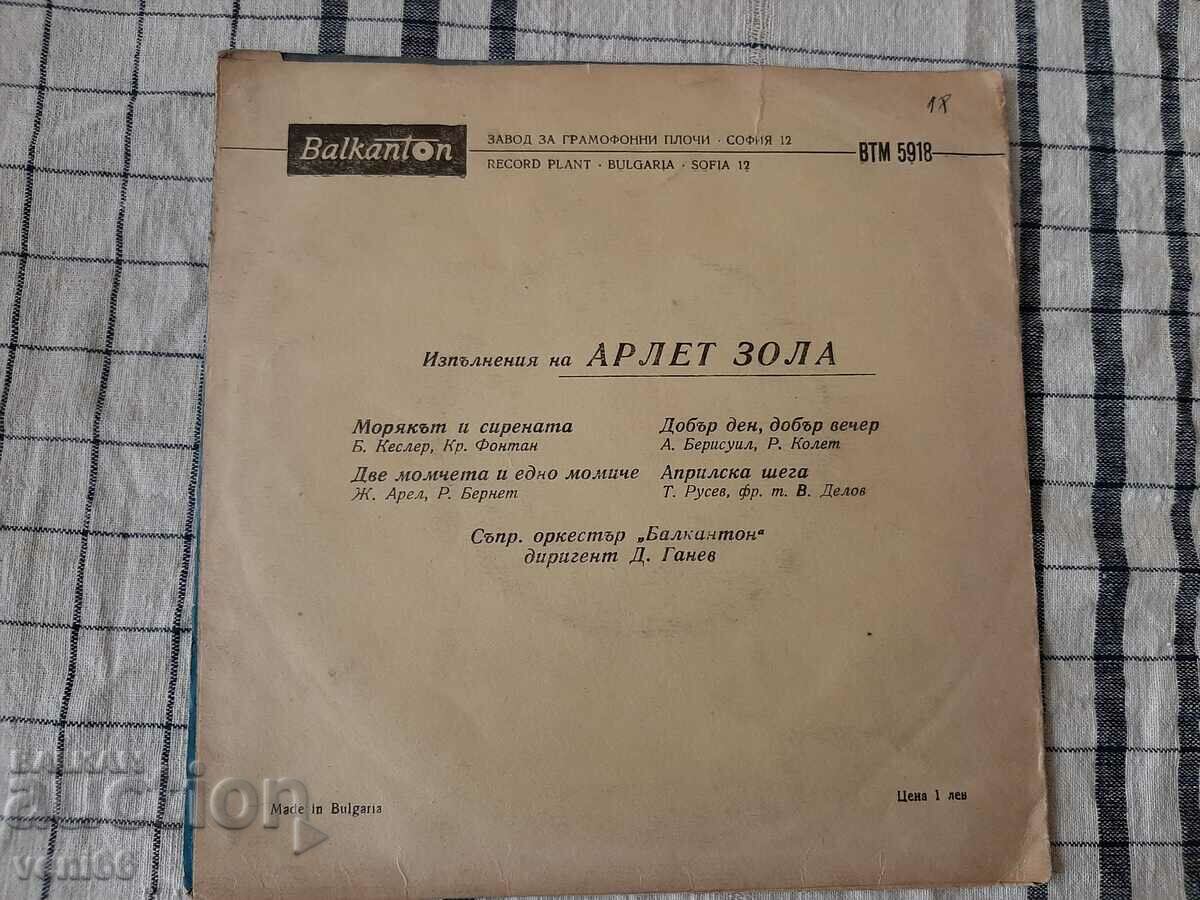 18
Balkanton
ЗАВОД ЗА ГРАМОФОННИ ПЛОЧИ · СОФИЯ 12
RECORD PLANT · BULGARIA · SOFIA 12
ВТМ 5918
Изпълнения на АРЛЕТ ЗОЛА
Морякът и сирената
Б. Кеслер, Кр. Фонтан
Две момчета и едно момиче
Ж. Арел, Р. Бернет
Добър ден, добър вечер
А. Берисуил, Р. Колет
Априлска шега
Т. Русев, фр. т. В. Делов
Съпр. оркестър „Балкантон“
диригент Д. Ганев
Made in Bulgaria
Цена 1 лев
BALKAN
auction
veni66